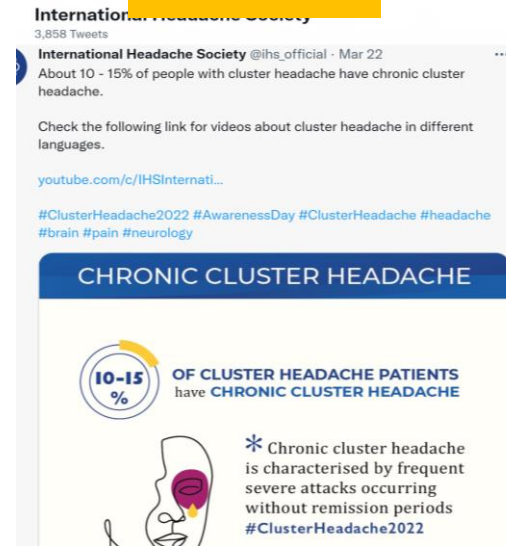 International Headache Society
3,858 Tweets
International Headache Society @ihs_official · Mar 22
...
About 10 - 15% of people with cluster headache have chronic cluster
headache.
Check the following link for videos about cluster headache in different
languages.
youtube.com/c/IHSInternati...
#ClusterHeadache2022 #AwarenessDay #ClusterHeadache #headache
#brain #pain #neurology
CHRONIC CLUSTER HEADACHE
10-15
%
OF CLUSTER HEADACHE PATIENTS
have CHRONIC CLUSTER HEADACHE
* Chronic cluster headache
is characterised by frequent
severe attacks occurring
without remission periods
#ClusterHeadache2022